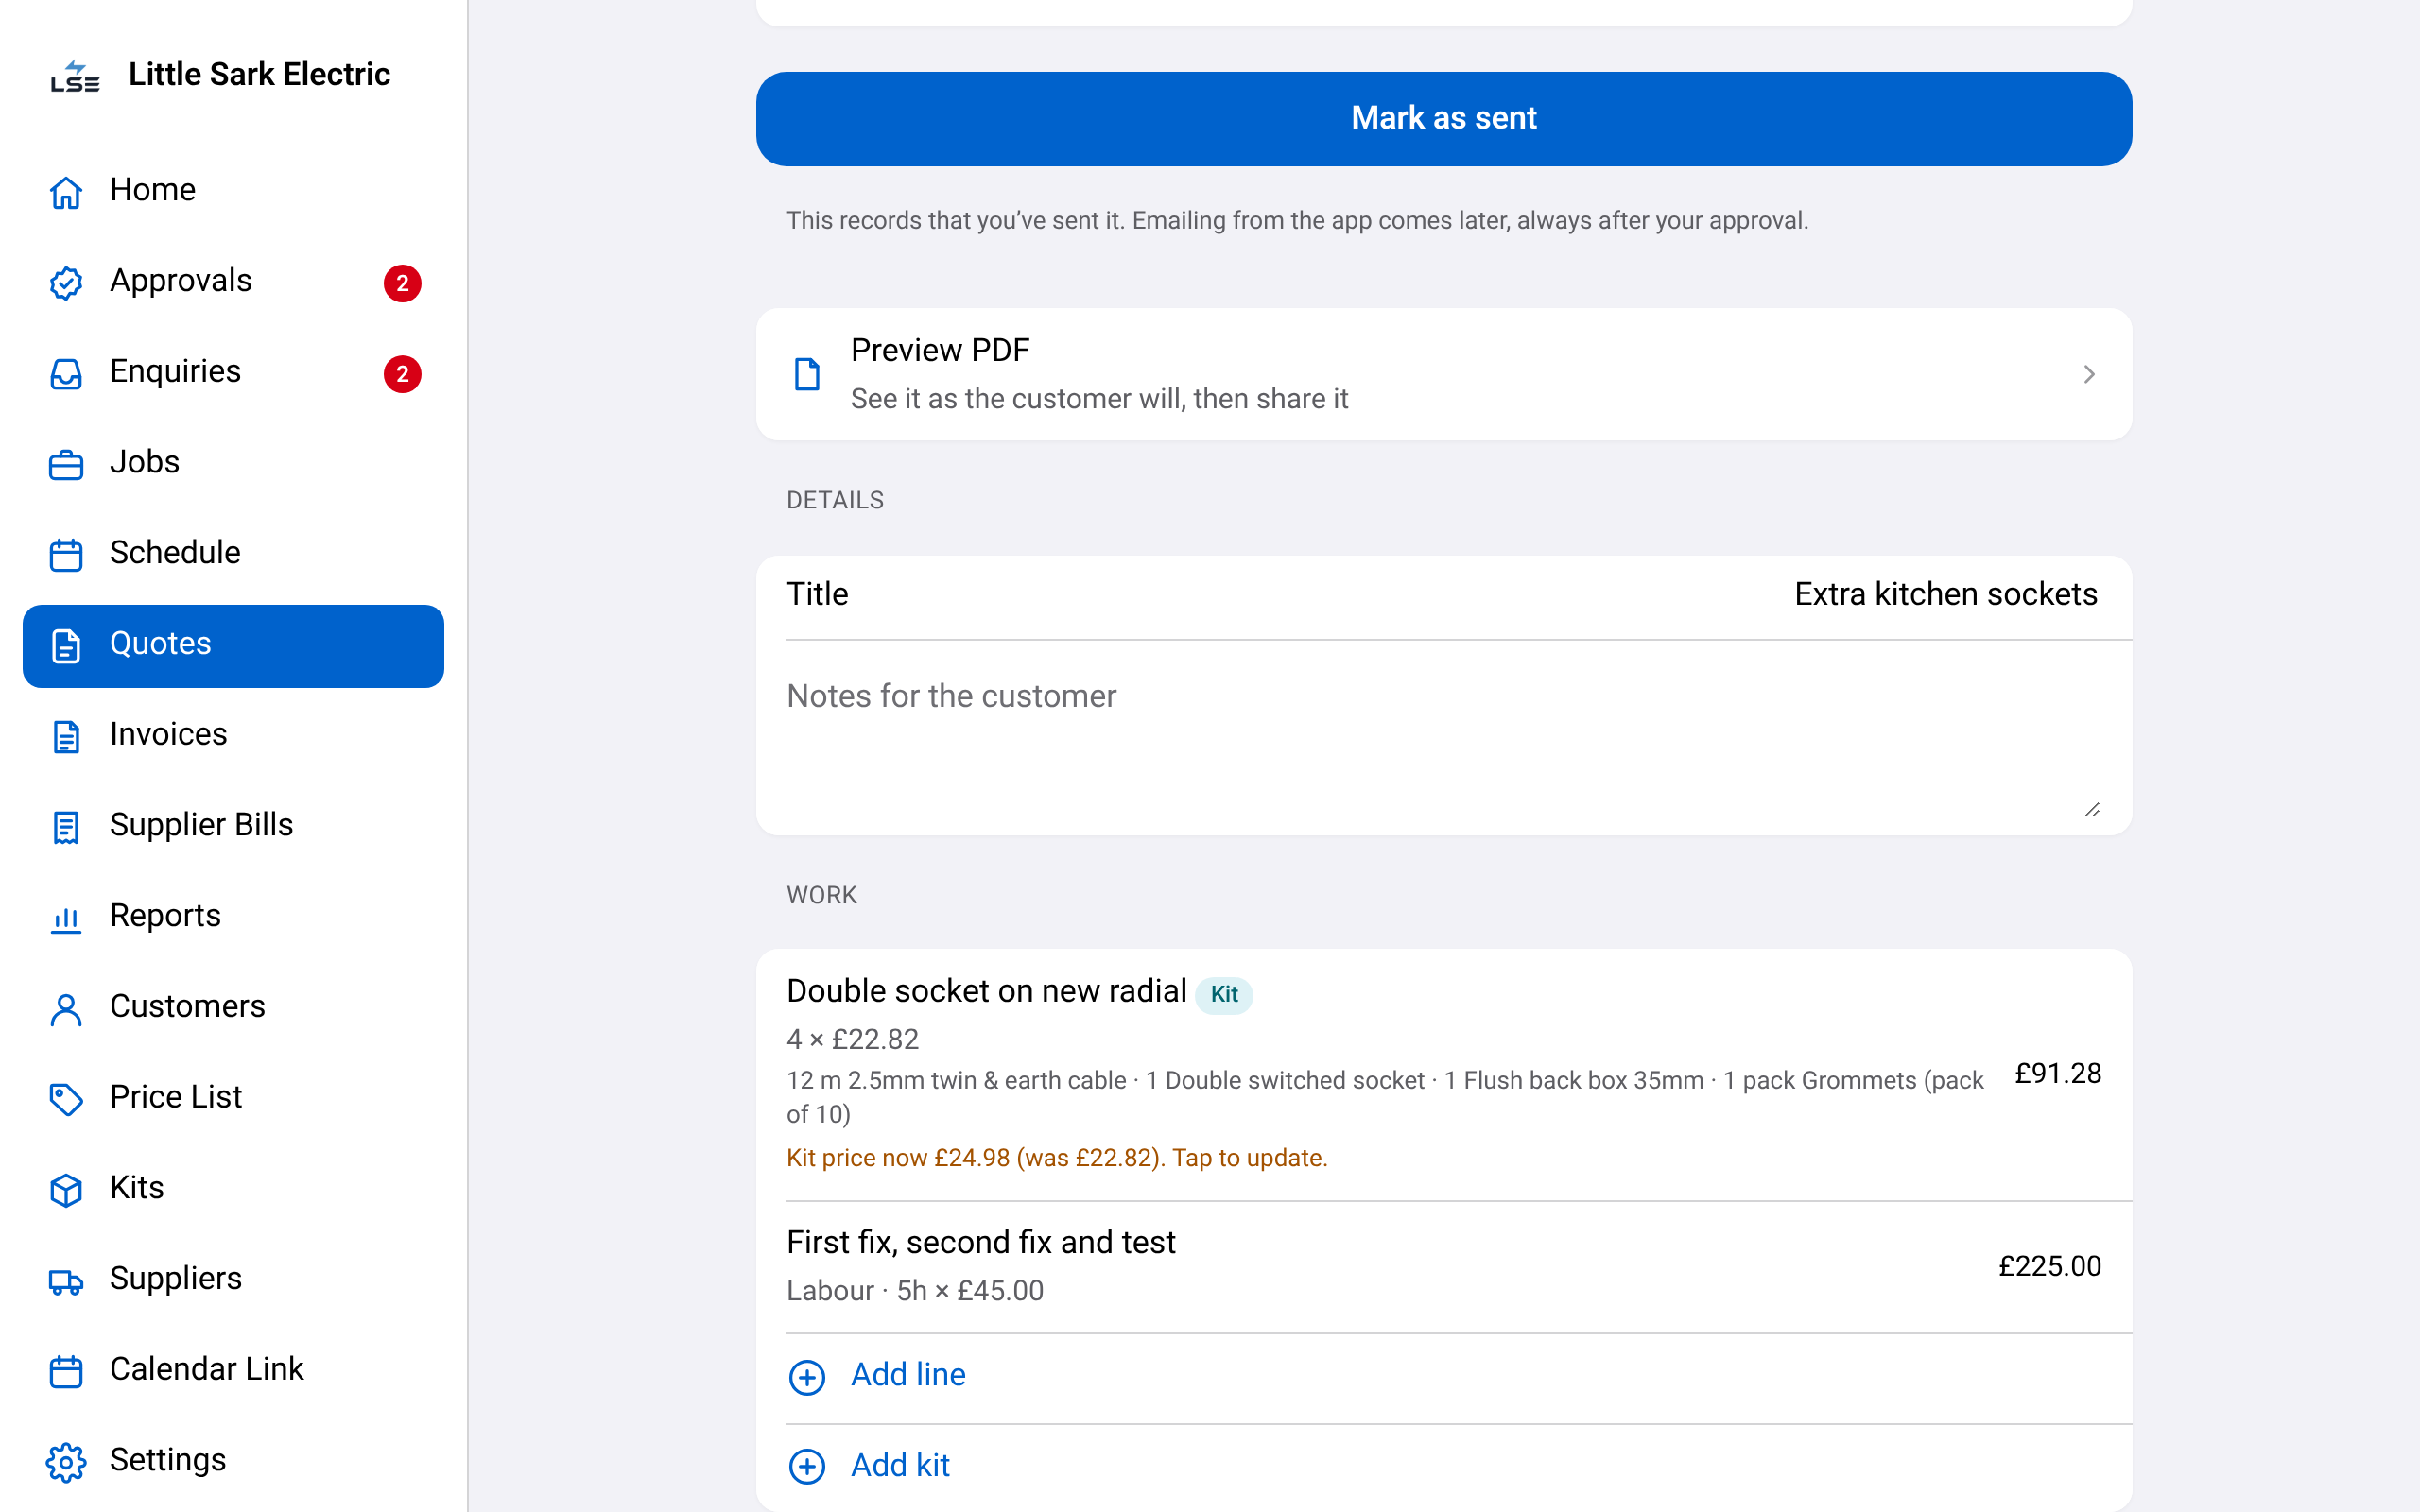 LSE
Little Sark Electric
Home
Approvals
2
Enquiries
2
Jobs
Schedule
Quotes
Invoices
Supplier Bills
Reports
Customers
Price List
Kits
Suppliers
Calendar Link
Settings
Mark as sent
This records that you’ve sent it. Emailing from the app comes later, always after your approval.
Preview PDF
See it as the customer will, then share it
DETAILS
Title
Extra kitchen sockets
Notes for the customer
WORK
Double socket on new radial Kit
4 × £22.82
12 m 2.5mm twin & earth cable · 1 Double switched socket · 1 Flush back box 35mm · 1 pack Grommets (pack
of 10)
£91.28
Kit price now £24.98 (was £22.82). Tap to update.
First fix, second fix and test
Labour · 5h × £45.00
£225.00
Add line
Add kit